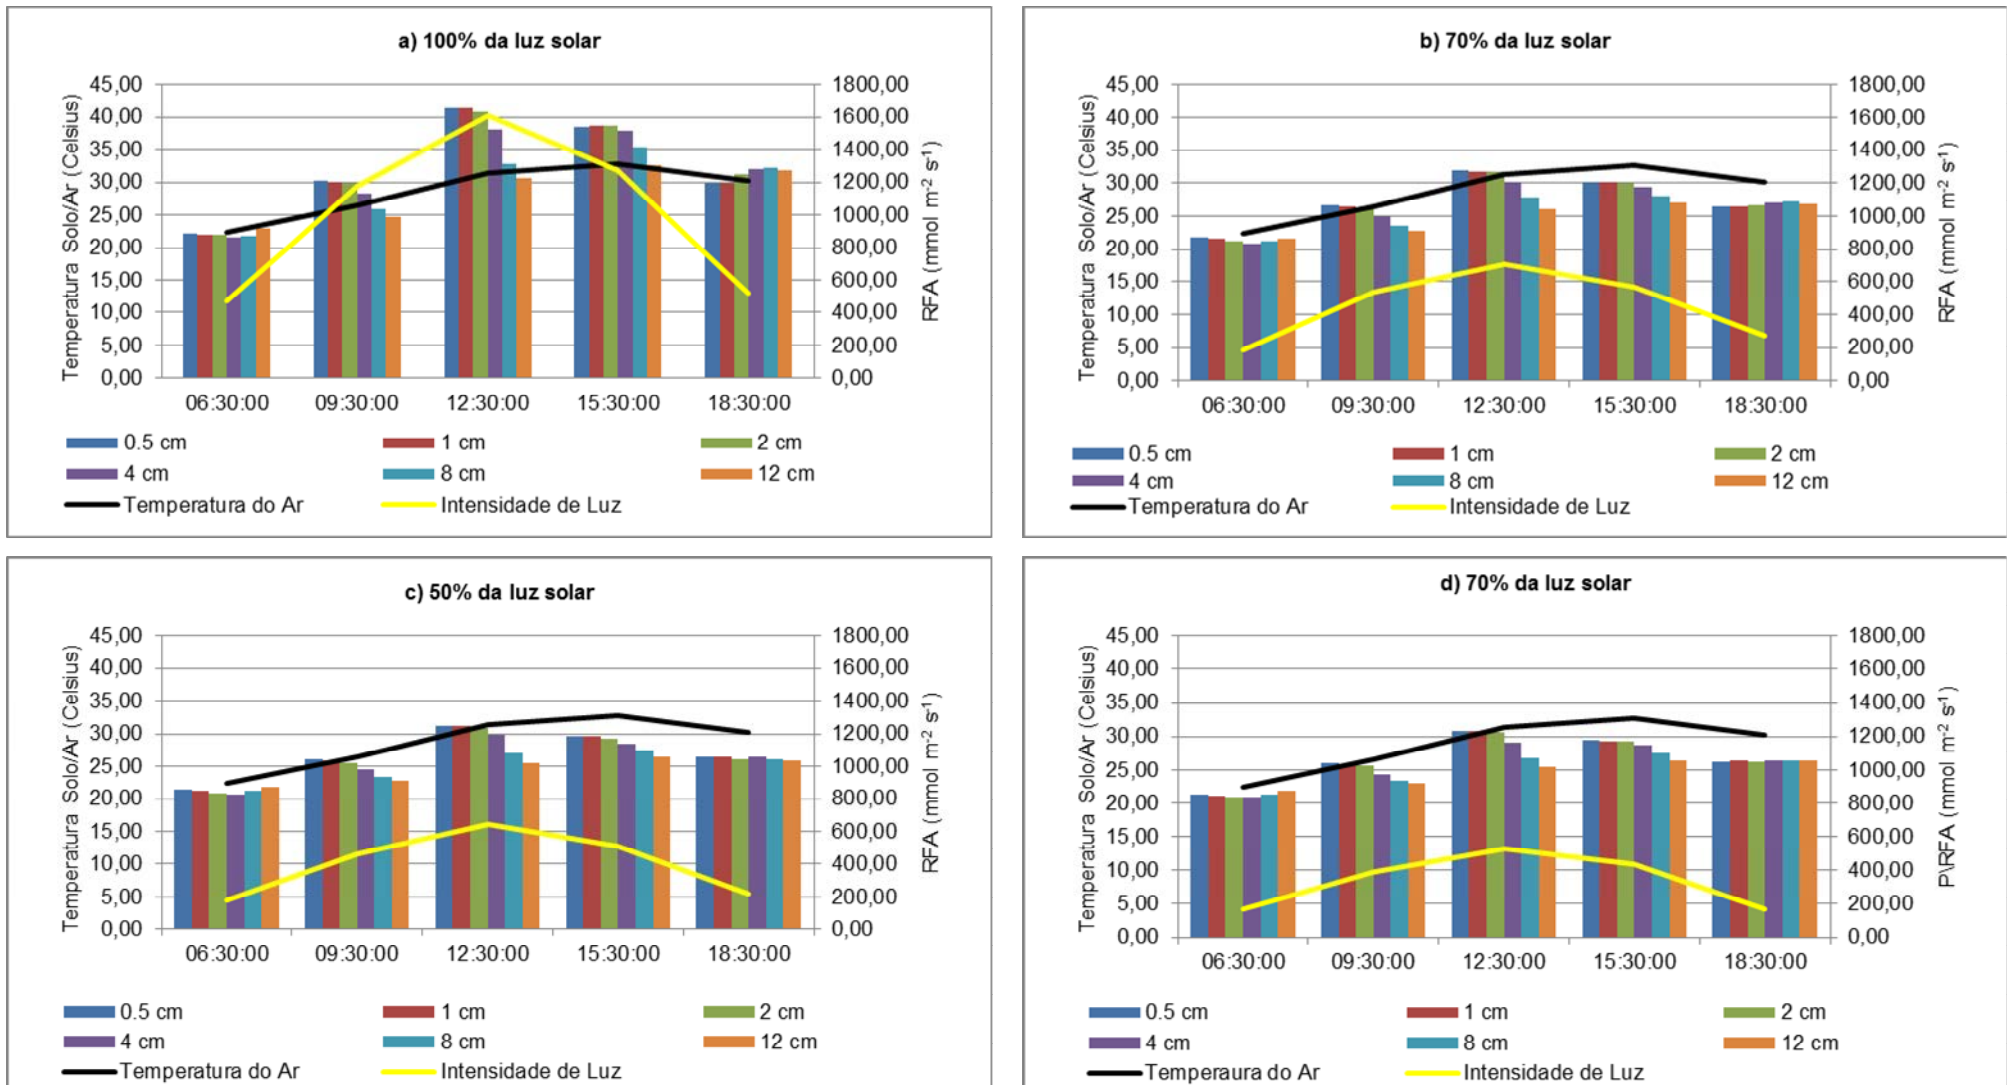 a) 100% da luz solar
Temperatura Solo/Ar (Celsius)
45,00
40,00
35,00
30,00
25,00
20,00
15,00
10,00
5,00
0,00
1800,00
1600,00
1400,00
1200,00
1000,00
800,00
600,00
400,00
200,00
0,00
RFA (mmol m-2 s-1)
06:30:00 09:30:00 12:30:00 15:30:00 18:30:00
0.5 cm 1 cm 2 cm
4 cm 8 cm 12 cm
Temperatura do Ar Intensidade de Luz
b) 70% da luz solar
Temperatura Solo/Ar (Celsius)
45,00
40,00
35,00
30,00
25,00
20,00
15,00
10,00
5,00
0,00
1800,00
1600,00
1400,00
1200,00
1000,00
800,00
600,00
400,00
200,00
0,00
RFA (mmol m-2 s-1)
06:30:00 09:30:00 12:30:00 15:30:00 18:30:00
0.5 cm 1 cm 2 cm
4 cm 8 cm 12 cm
Temperatura do Ar Intensidade de Luz
c) 50% da luz solar
Temperatura Solo/Ar (Celsius)
45,00
40,00
35,00
30,00
25,00
20,00
15,00
10,00
5,00
0,00
1800,00
1600,00
1400,00
1200,00
1000,00
800,00
600,00
400,00
200,00
0,00
RFA (mmol m-2 s-1)
06:30:00 09:30:00 12:30:00 15:30:00 18:30:00
0.5 cm 1 cm 2 cm
4 cm 8 cm 12 cm
Temperatura do Ar Intensidade de Luz
d) 70% da luz solar
Temperatura Solo/Ar (Celsius)
45,00
40,00
35,00
30,00
25,00
20,00
15,00
10,00
5,00
0,00
1800,00
1600,00
1400,00
1200,00
1000,00
800,00
600,00
400,00
200,00
0,00
P\RFA (mmol m-2 s-1)
06:30:00 09:30:00 12:30:00 15:30:00 18:30:00
0.5 cm 1 cm 2 cm
4 cm 8 cm 12 cm
Temperaura do Ar Intensidade de Luz